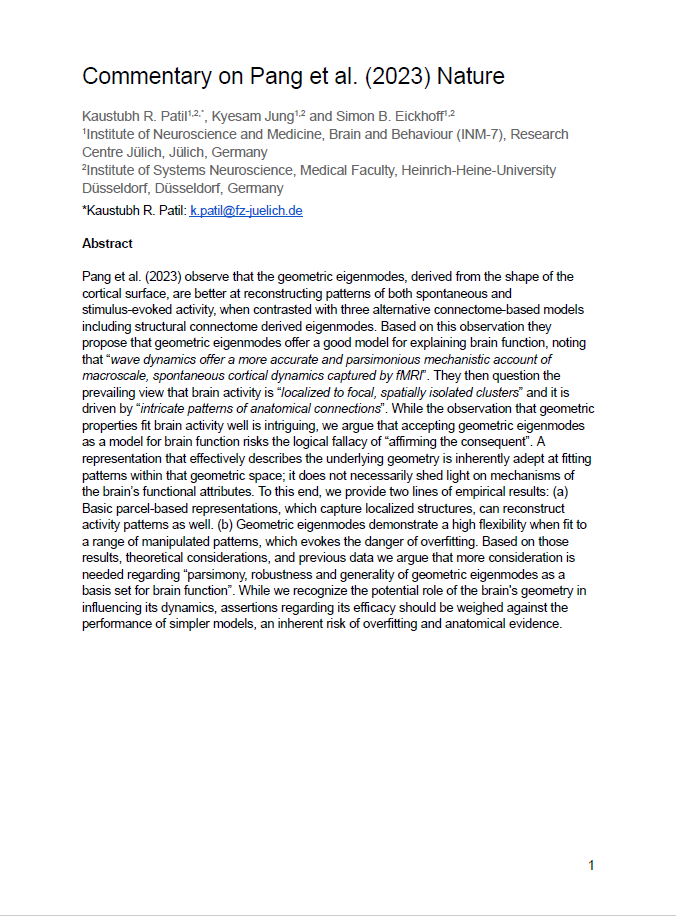 Commentary on Pang et al. (2023) Nature
Kaustubh R. Patil1,2,*, Kyesam Jung1,2 and Simon B. Eickhoff1,2
1Institute of Neuroscience and Medicine, Brain and Behaviour (INM-7), Research
Centre Jülich, Jülich, Germany
2Institute of Systems Neuroscience, Medical Faculty, Heinrich-Heine-University
Düsseldorf, Düsseldorf, Germany
*Kaustubh R. Patil: k.patil@fz-juelich.de
Abstract
Pang et al. (2023) observe that the geometric eigenmodes, derived from the shape of the
cortical surface, are better at reconstructing patterns of both spontaneous and
stimulus-evoked activity, when contrasted with three alternative connectome-based models
including structural connectome derived eigenmodes. Based on this observation they
propose that geometric eigenmodes offer a good model for explaining brain function, noting
that “wave dynamics offer a more accurate and parsimonious mechanistic account of
macroscale, spontaneous cortical dynamics captured by fMRI”. They then question the
prevailing view that brain activity is “localized to focal, spatially isolated clusters” and it is
driven by “intricate patterns of anatomical connections”. While the observation that geometric
properties fit brain activity well is intriguing, we argue that accepting geometric eigenmodes
as a model for brain function risks the logical fallacy of “affirming the consequent”. A
representation that effectively describes the underlying geometry is inherently adept at fitting
patterns within that geometric space; it does not necessarily shed light on mechanisms of
the brain’s functional attributes. To this end, we provide two lines of empirical results: (a)
Basic parcel-based representations, which capture localized structures, can reconstruct
activity patterns as well. (b) Geometric eigenmodes demonstrate a high flexibility when fit to
a range of manipulated patterns, which evokes the danger of overfitting. Based on those
results, theoretical considerations, and previous data we argue that more consideration is
needed regarding “parsimony, robustness and generality of geometric eigenmodes as a
basis set for brain function”. While we recognize the potential role of the brain's geometry in
influencing its dynamics, assertions regarding its efficacy should be weighed against the
performance of simpler models, an inherent risk of overfitting and anatomical evidence.
1